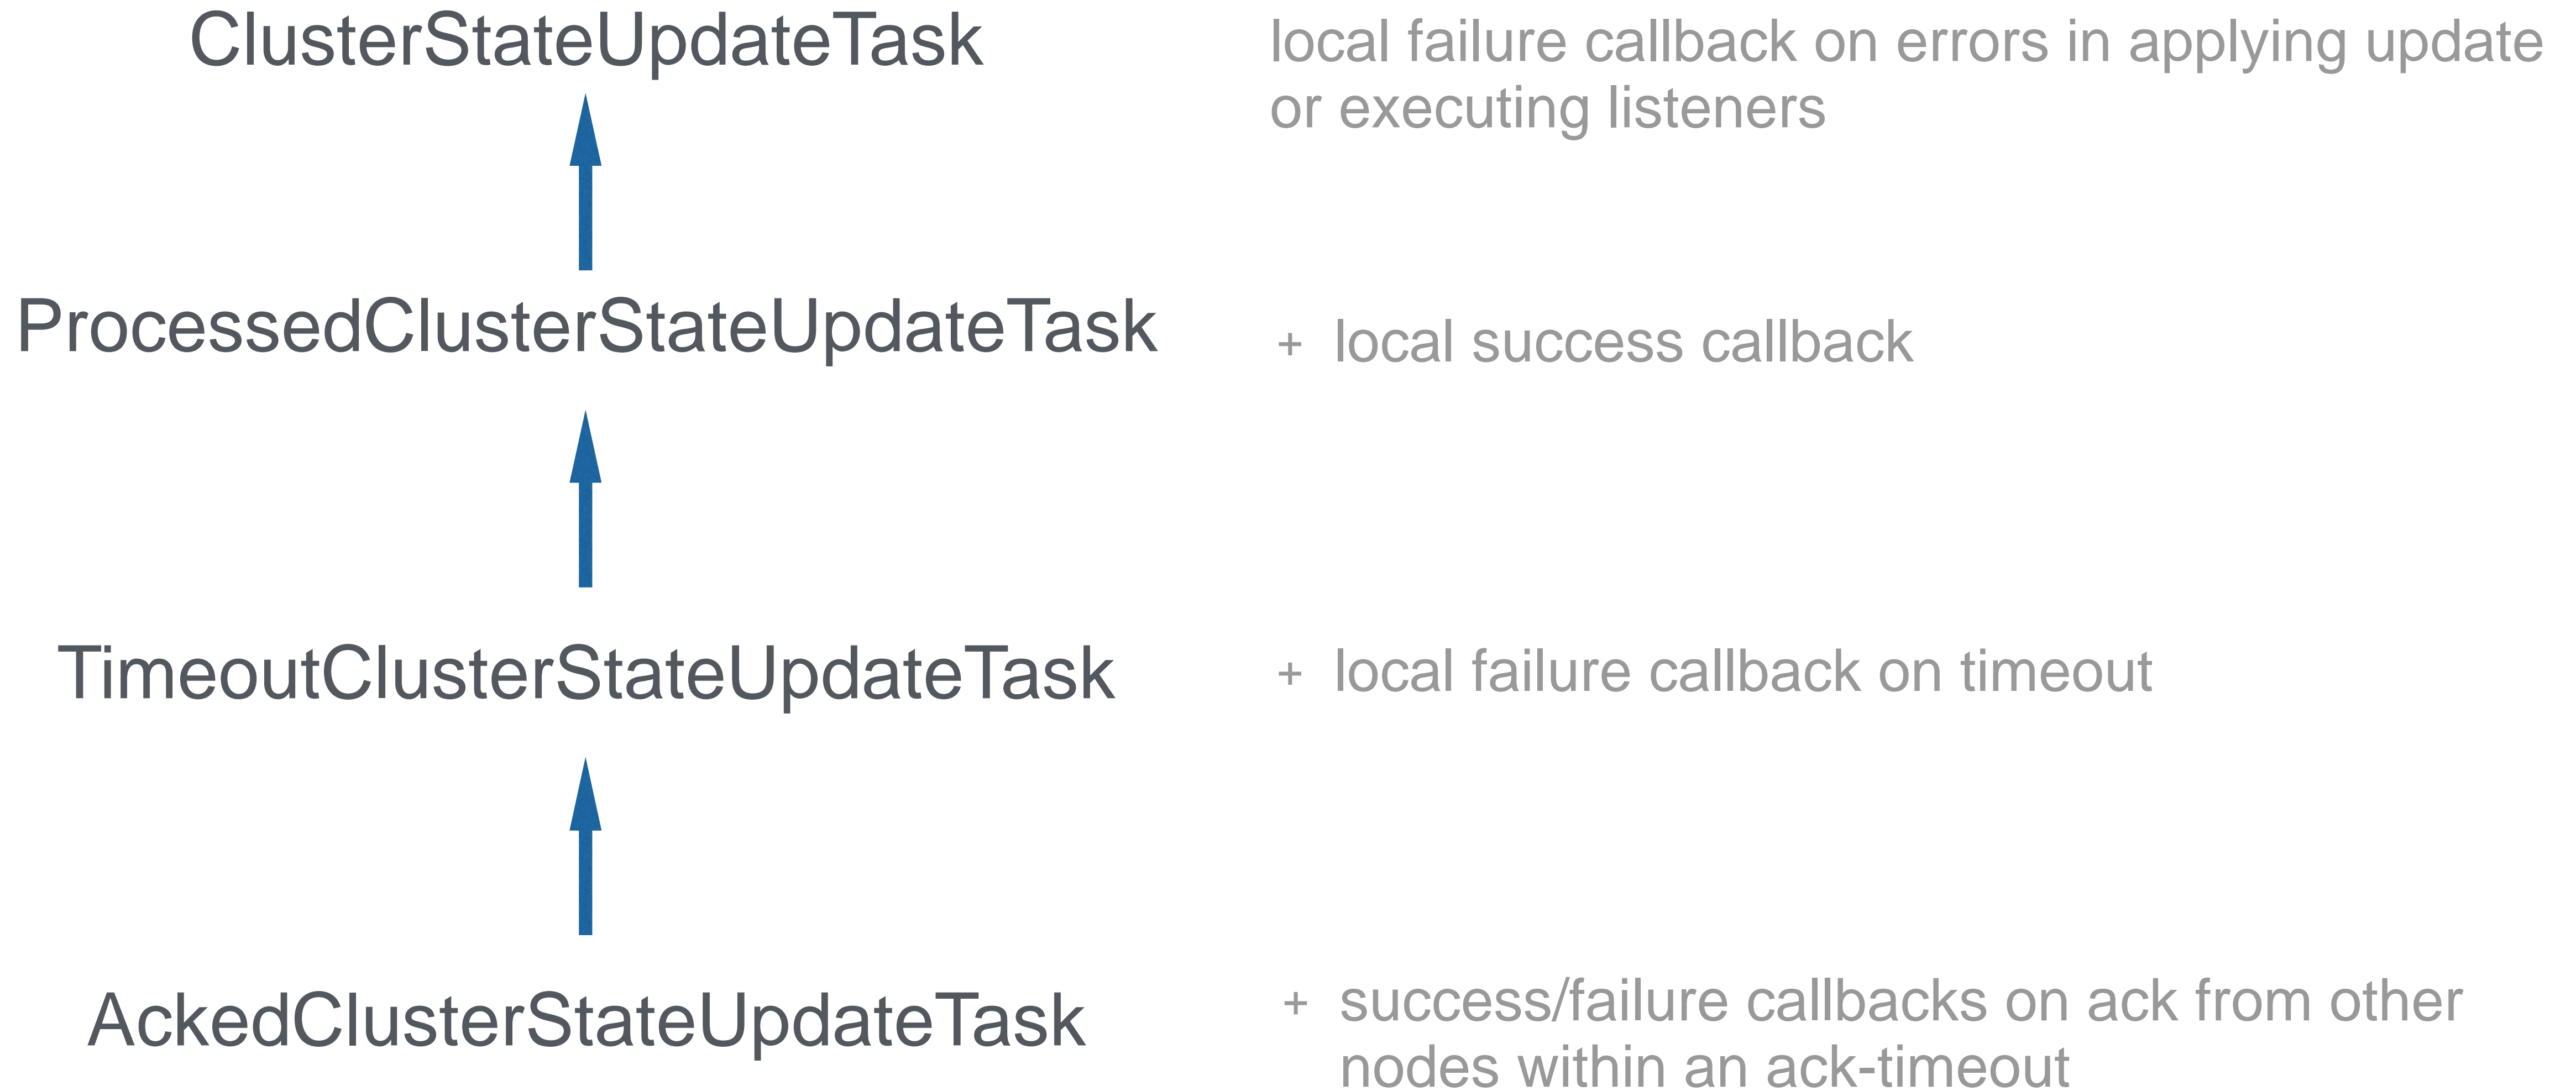 ClusterStateUpdateTask
local failure callback on errors in applying update
or executing listeners
ProcessedClusterStateUpdateTask
+ local success callback
TimeoutClusterStateUpdateTask
+ local failure callback on timeout
AckedClusterStateUpdateTask
+ success/failure callbacks on ack from other
nodes within an ack-timeout